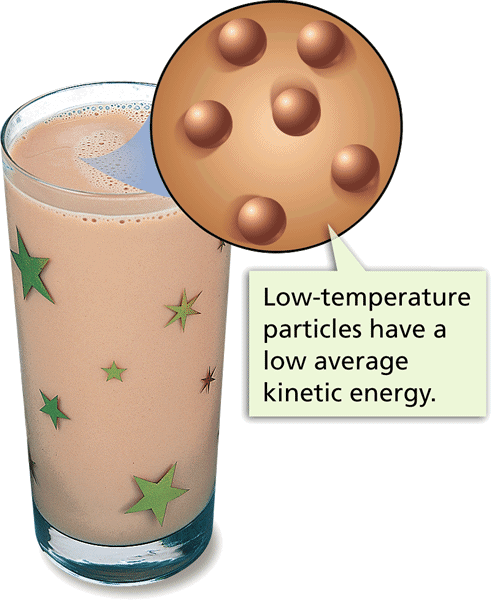 Low-temperature
particles have a
low average
kinetic energy.